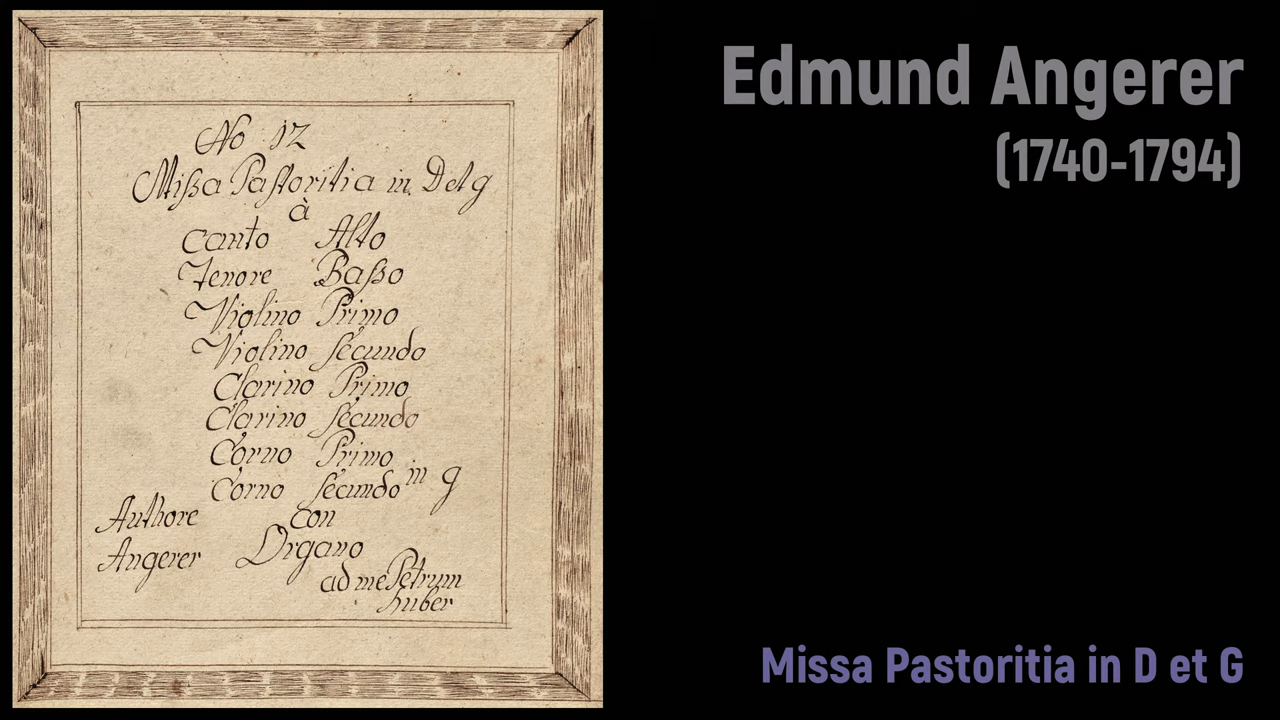 No 12
Missa Pastoritia in D et g
à
Canto Alto
Tenore Basso
Violino Primo
Violino Secundo
Clarino Primo
Clarino Secundo
Corno Primo
Corno Secundo in g
Authore con
Angerer Organo
ad me Petrum
huber
Edmund Angerer
(1740-1794)
Missa Pastoritia in D et G